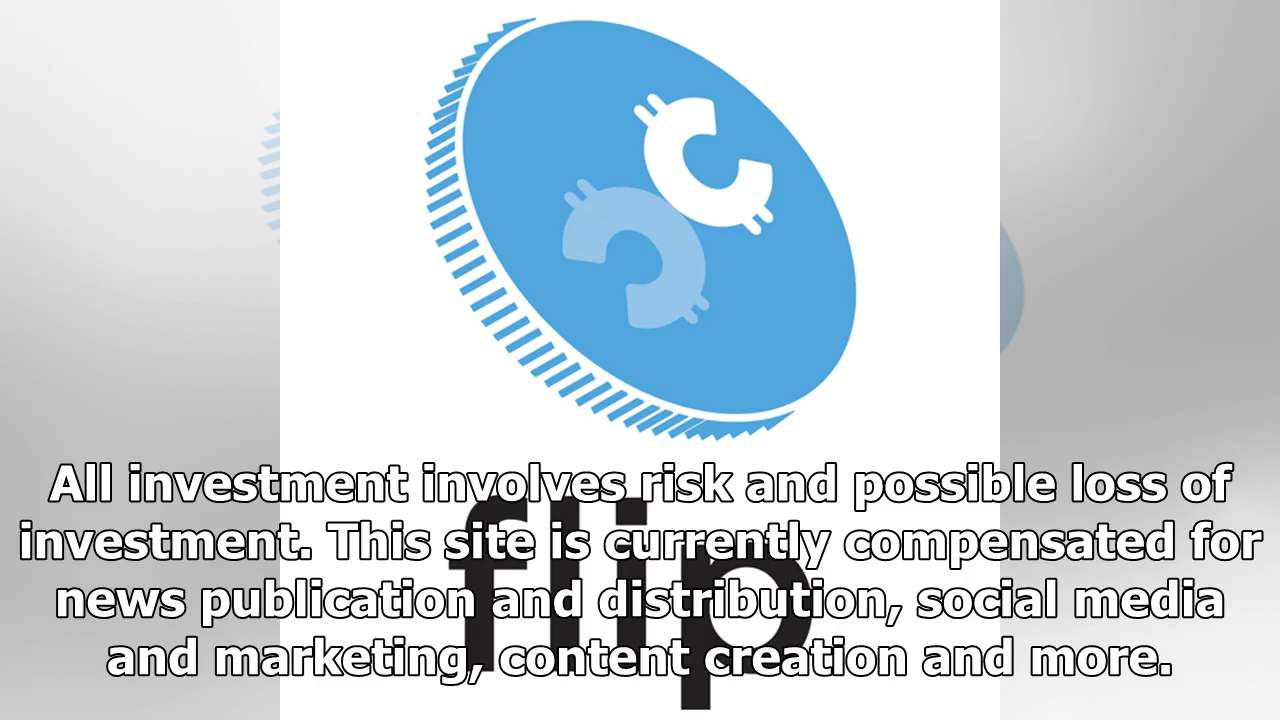 All investment involves risk and possible loss of
investment. This site is currently compensated for
news publication and distribution, social media
and marketing, content creation and more.
flip